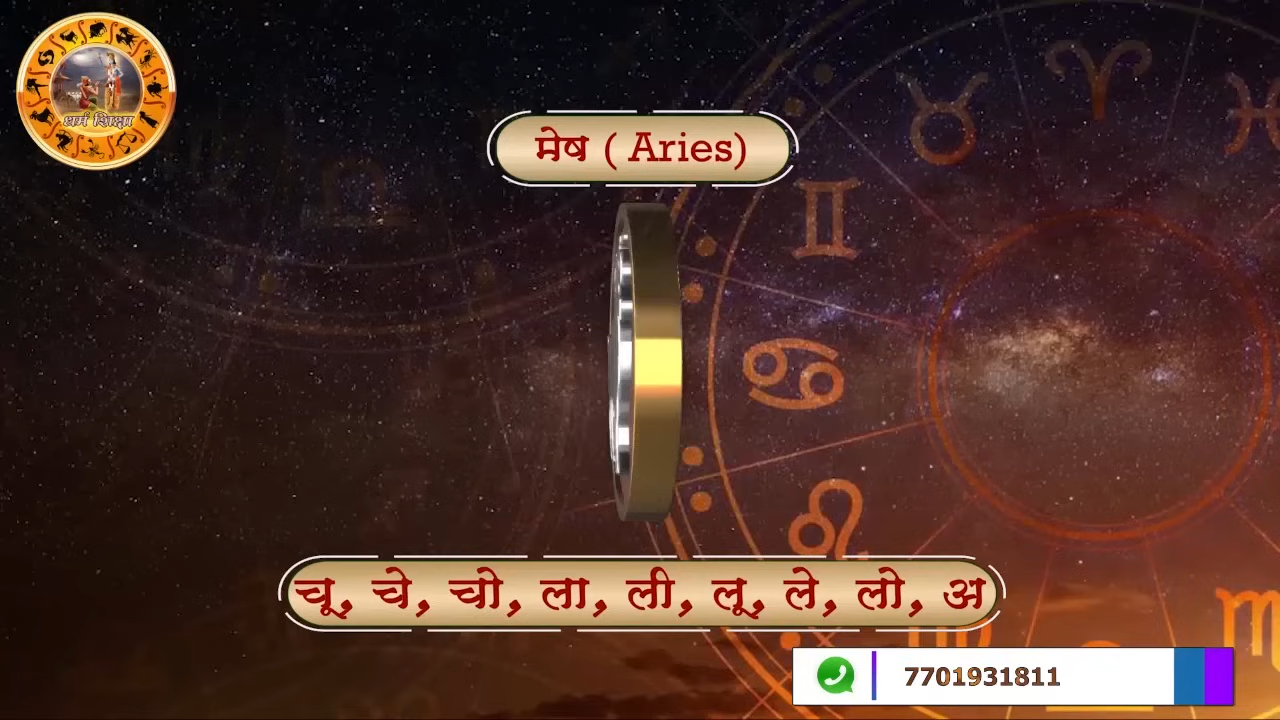 धर्म शिक्षा
मेष ( Aries)
चू, चे, चो, ला, ली, लू, ले, लो, अ
7701931811